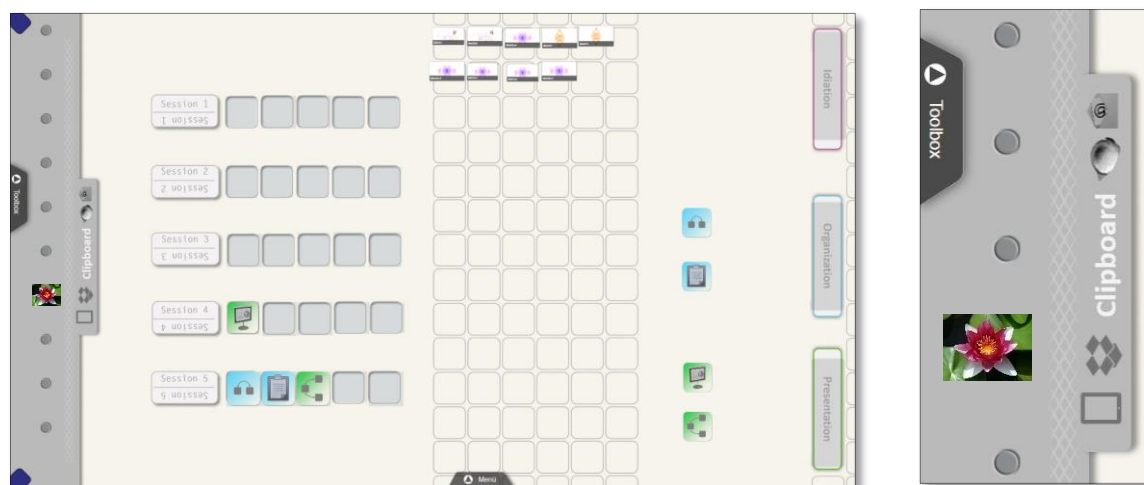 Session 1
Session 1
Session 2
Session 2
Session 3
Session 3
Session 4
Session 4
Session 5
Session 5
Toolbox
Clipboard
Idiation
Organization
Presentation
Menü
Toolbox
Clipboard